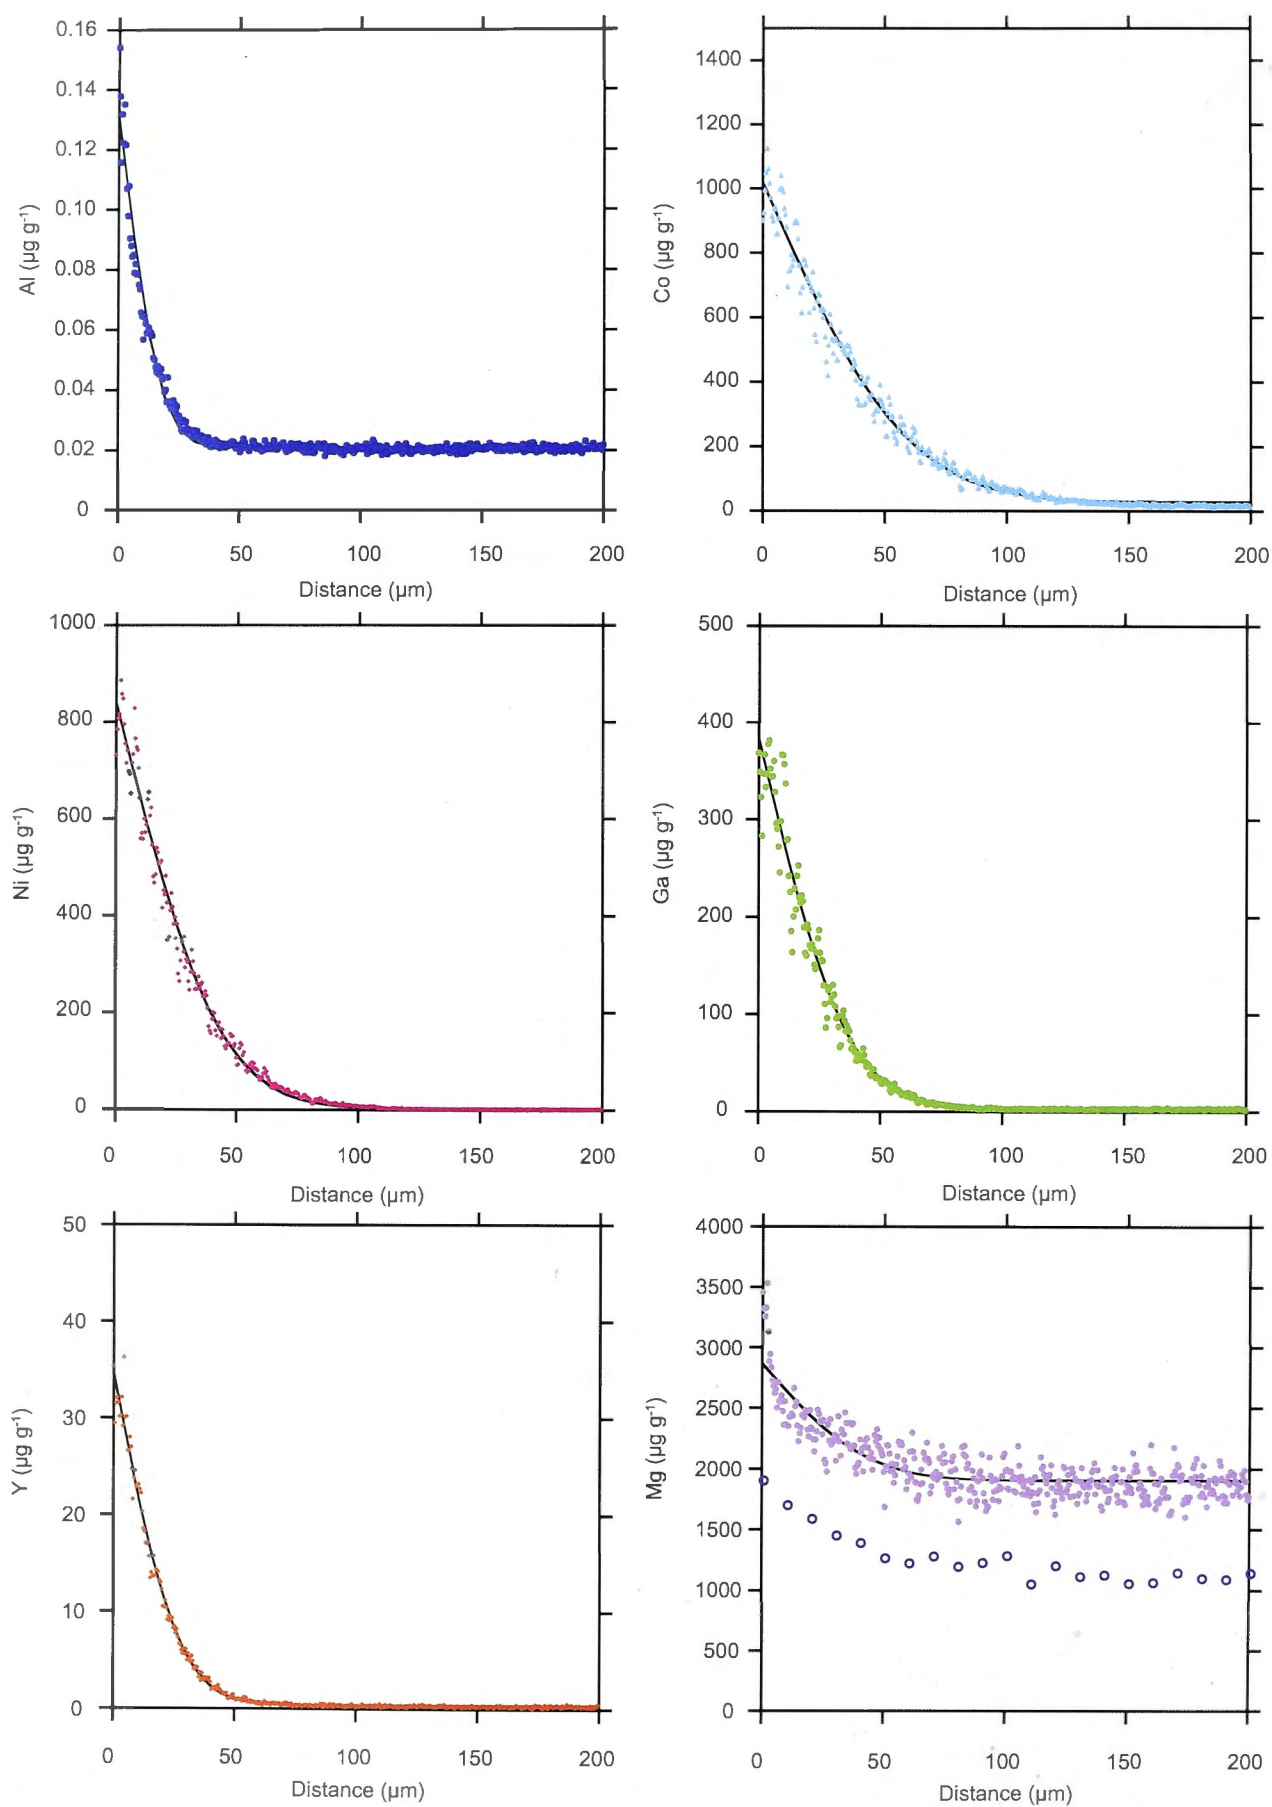 0.16
0.14
0.12
0.10
0.08
0.06
0.04
0.02
0
Al (µg g-1)
0 50 100 150 200
Distance (µm)
1400
1200
1000
800
600
400
200
0
Co (µg g-1)
0 50 100 150 200
Distance (µm)
1000
800
600
400
200
0
Ni (µg g-1)
0 50 100 150 200
Distance (µm)
500
400
300
200
100
0
Ga (µg g-1)
0 50 100 150 200
Distance (µm)
50
40
30
20
10
0
Y (µg g-1)
0 50 100 150 200
Distance (µm)
4000
3500
3000
2500
2000
1500
1000
500
0
Mg (µg g-1)
0 50 100 150 200
Distance (µm)